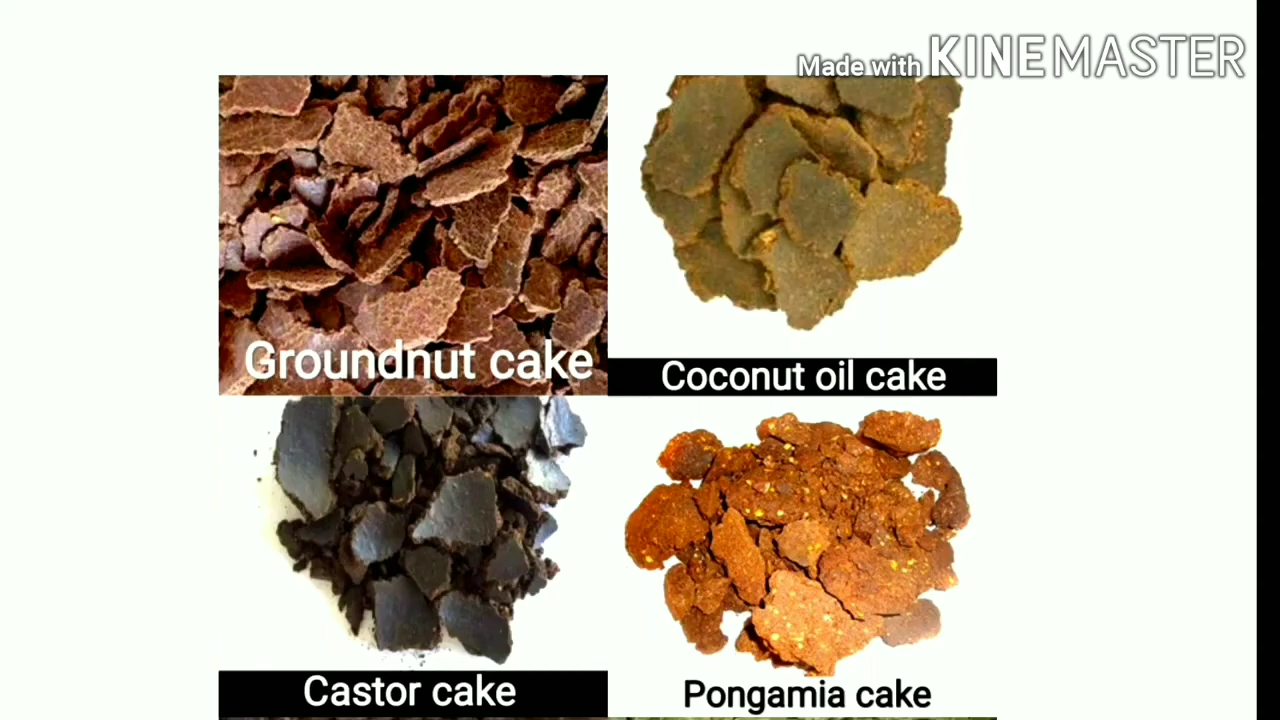 Made with KINEMASTER
Groundnut cake
Coconut oil cake
Castor cake
Pongamia cake